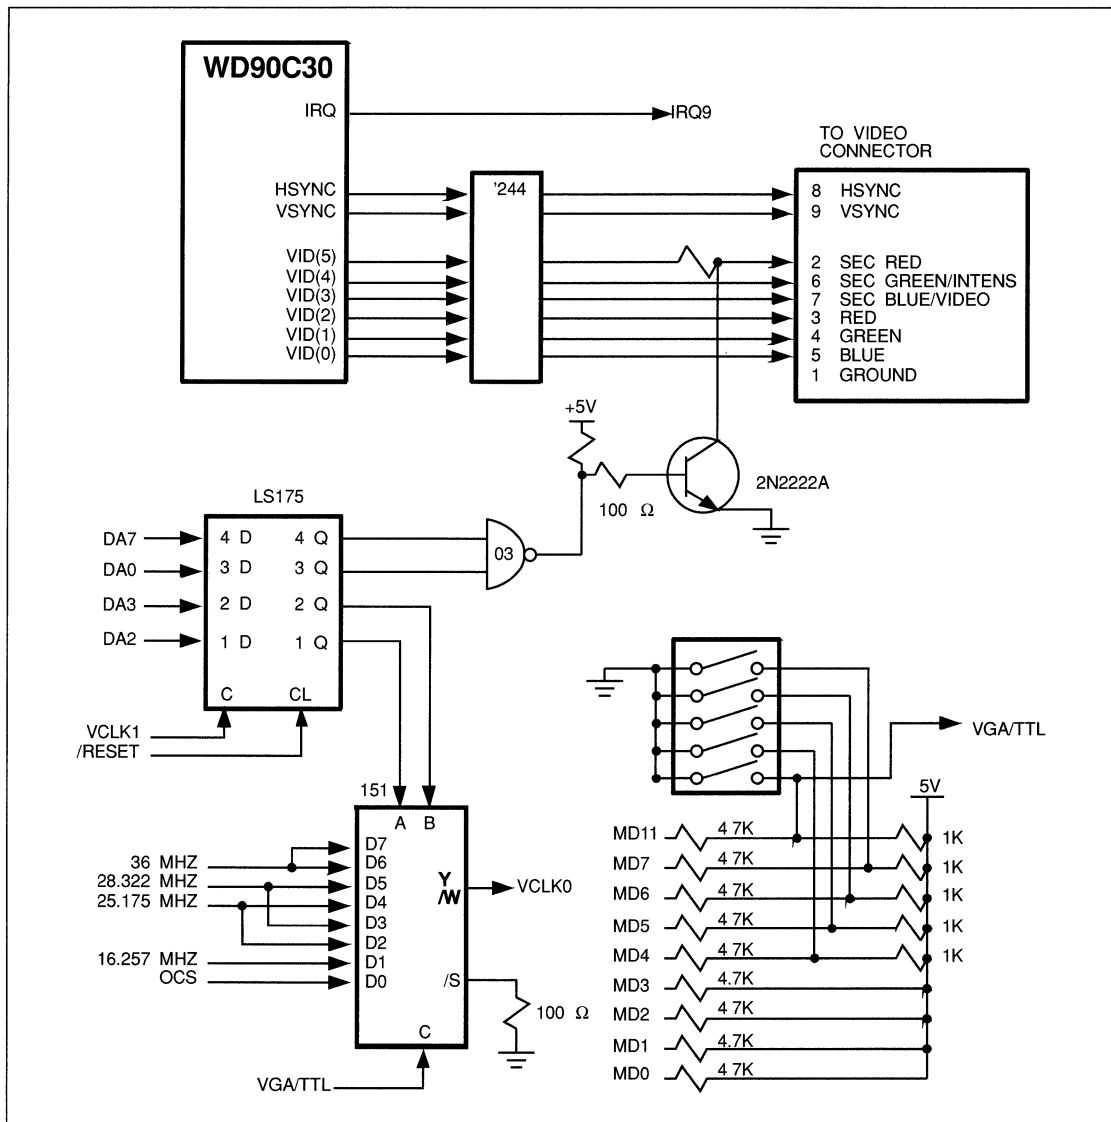 WD90C30
IRQ
IRQ9
TO VIDEO
CONNECTOR
HSYNC
VSYNC
VID(5)
VID(4)
VID(3)
VID(2)
VID(1)
VID(0)
'244
8 HSYNC
9 VSYNC
2 SEC RED
6 SEC GREEN/INTENS
7 SEC BLUE/VIDEO
3 RED
4 GREEN
5 BLUE
1 GROUND
+5V
100 Ω
2N2222A
LS175
DA7
DA0
DA3
DA2
4 D 4 Q
3 D 3 Q
2 D 2 Q
1 D 1 Q
C CL
03
VCLK1
/RESET
151
A B
D7
D6
D5
D4
D3
D2
D1
D0
36 MHZ
28.322 MHZ
25.175 MHZ
16.257 MHZ
OCS
Y
/W
VCLK0
/S
100 Ω
C
VGA/TTL
VGA/TTL
5V
MD11 4 7K 1K
MD7 4 7K 1K
MD6 4 7K 1K
MD5 4 7K 1K
MD4 4 7K 1K
MD3 4.7K
MD2 4 7K
MD1 4.7K
MD0 4 7K